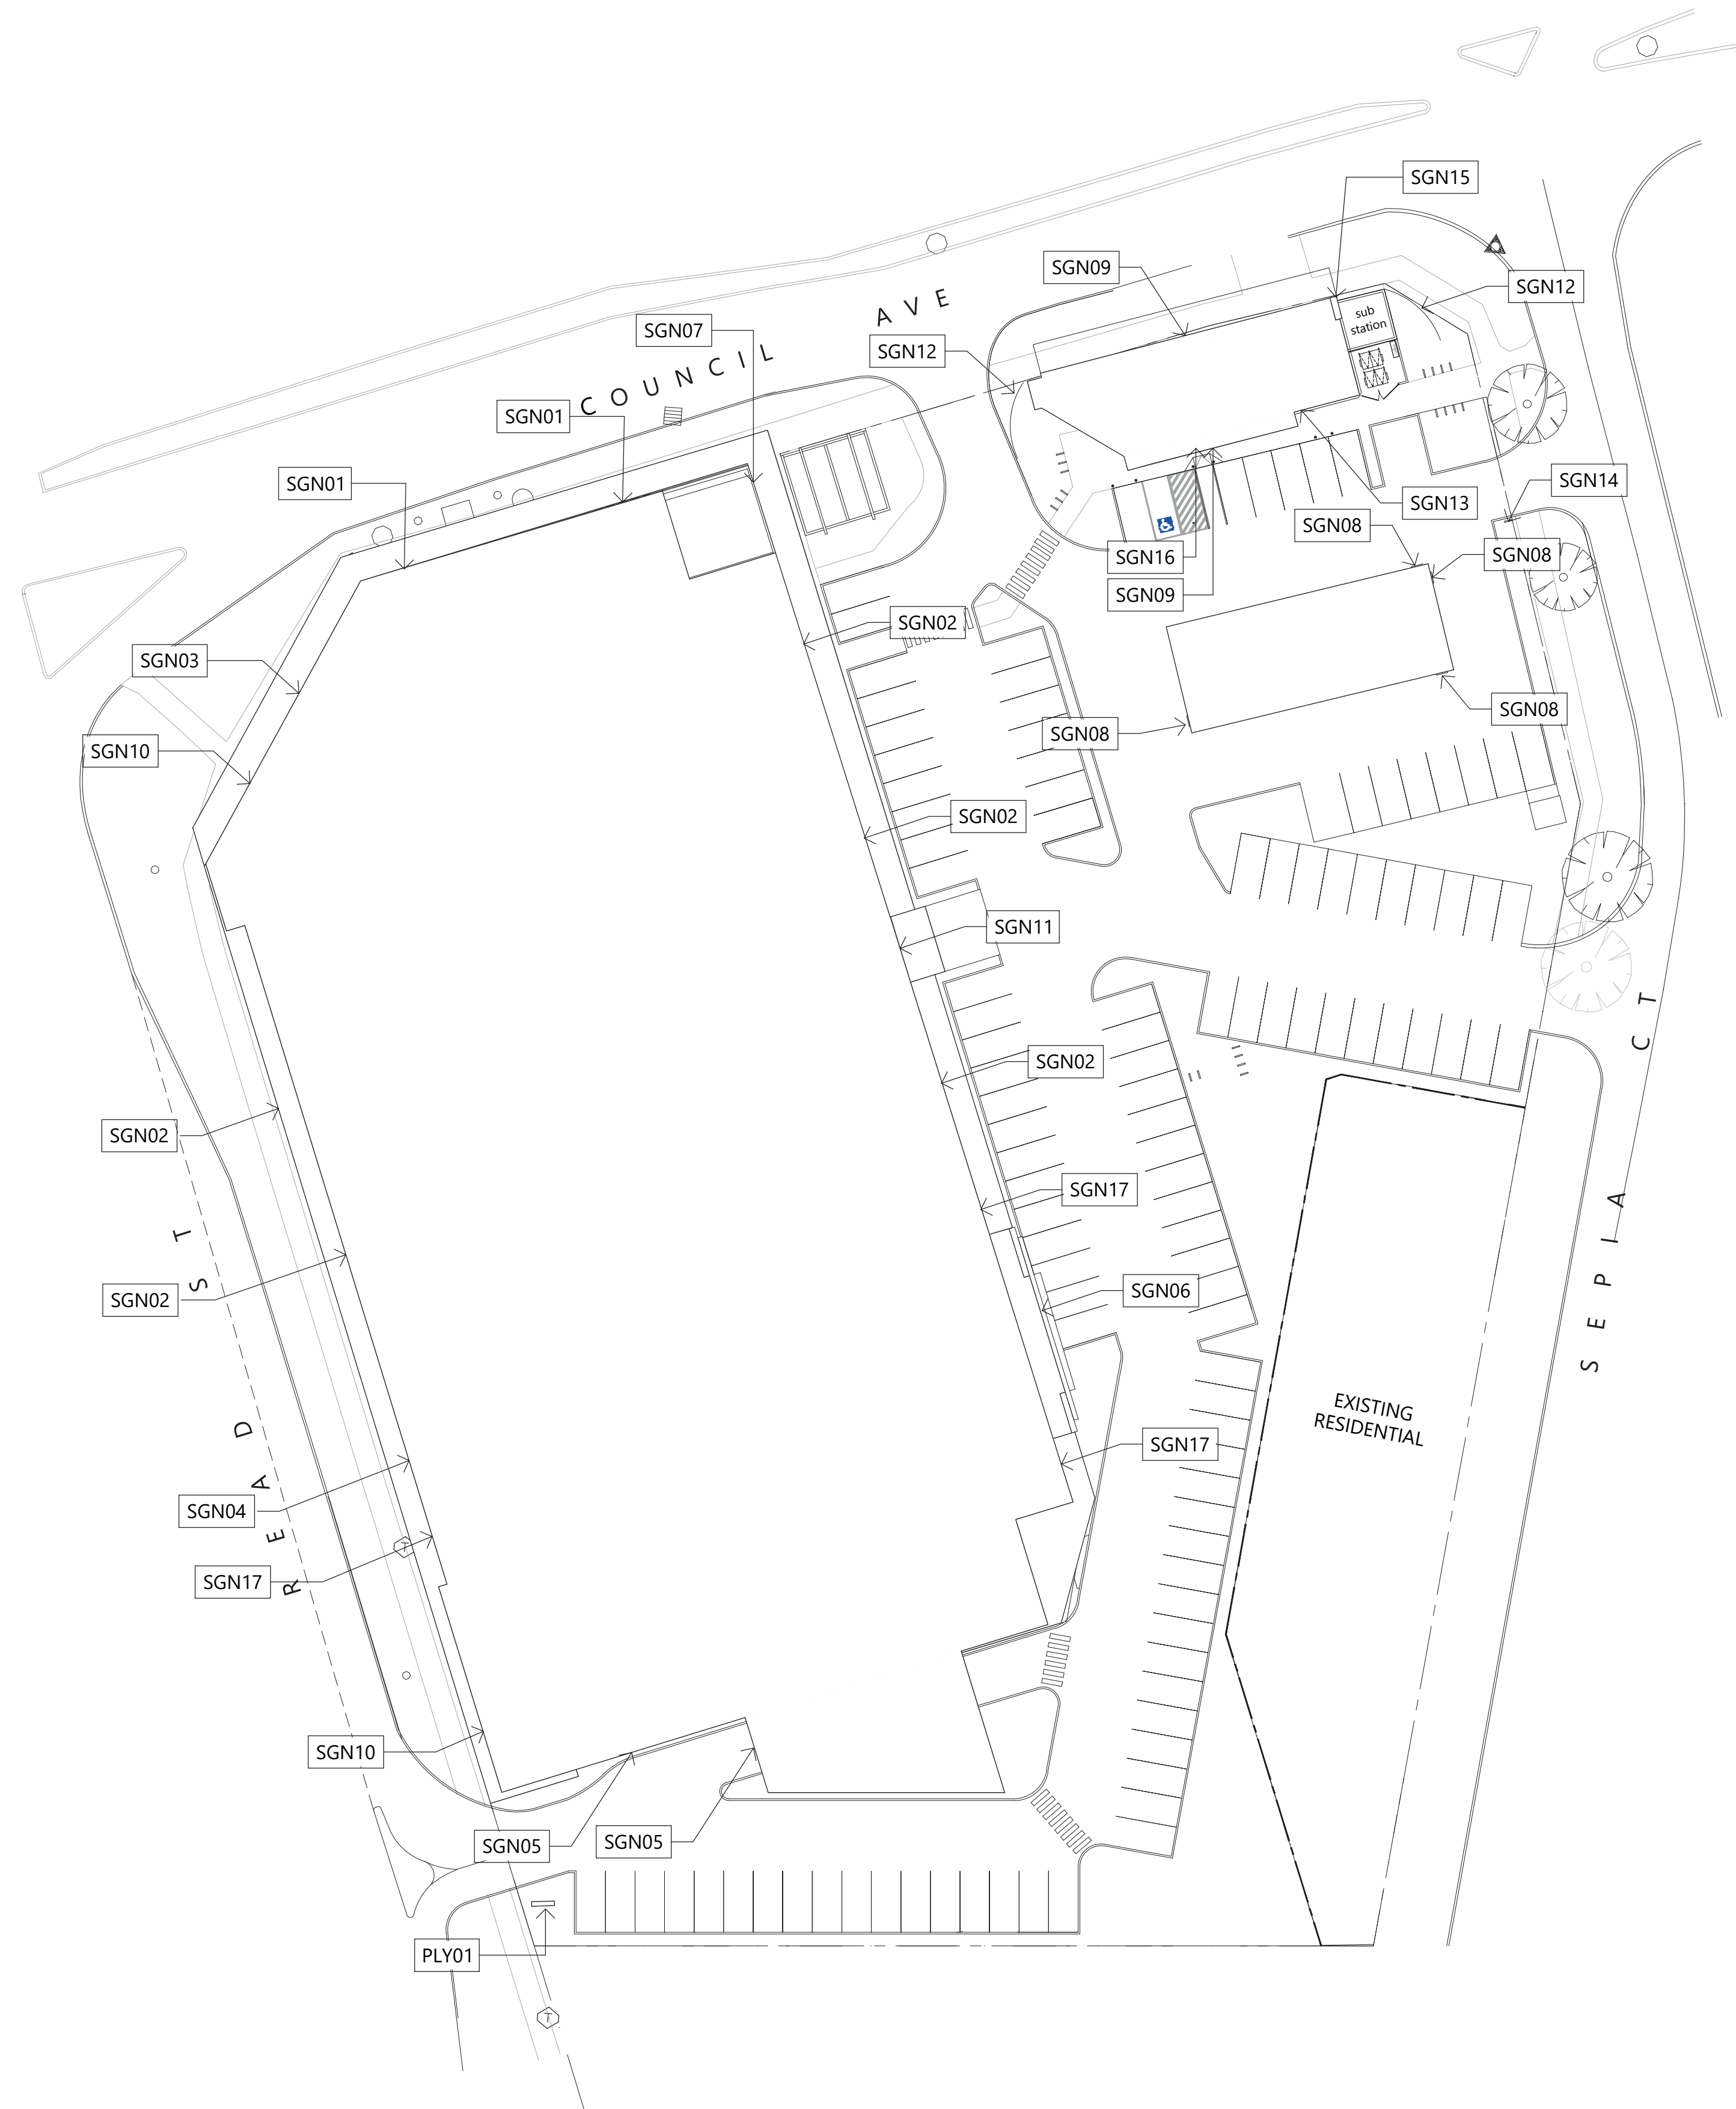 SGN15
SGN09
SGN12
sub
station
AVE
SGN07
SGN12
COUNCIL
SGN01
SGN01
SGN14
SGN13
SGN08
SGN16
SGN08
SGN09
SGN02
SGN03
SGN08
SGN08
SGN10
SGN02
SGN11
CT
SGN02
SGN02
SGN17
SEPIA
ST
SGN06
SGN02
EXISTING
RESIDENTIAL
READ
SGN17
SGN04
T
SGN17
SGN10
SGN05
SGN05
PLY01
T